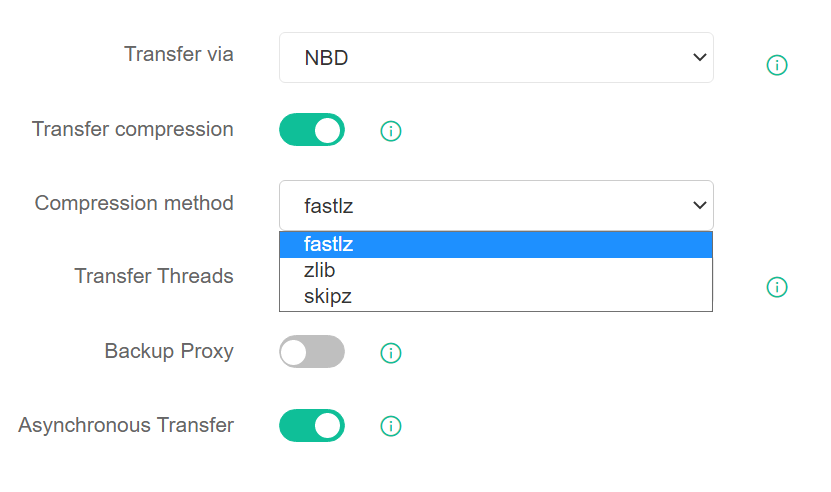 Transfer via NBD
Transfer compression
Compression method fastlz
fastlz
zlib
skipz
Transfer Threads
Backup Proxy
Asynchronous Transfer